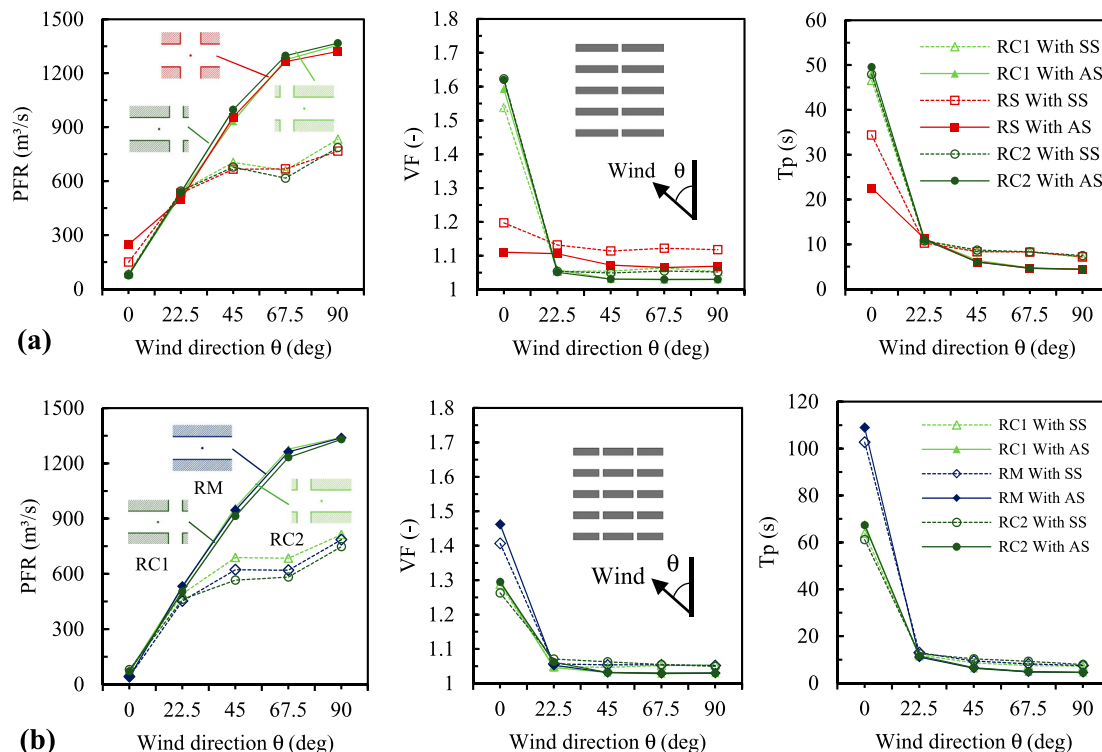 1500
1200
900
600
300
0
PFR (m³/s)
0 22.5 45 67.5 90
Wind direction θ (deg)
1.8
1.7
1.6
1.5
1.4
1.3
1.2
1.1
1
VF (-)
Wind
θ
0 22.5 45 67.5 90
Wind direction θ (deg)
60
50
40
30
20
10
0
Tp (s)
RC1 With SS
RC1 With AS
RS With SS
RS With AS
RC2 With SS
RC2 With AS
0 22.5 45 67.5 90
Wind direction θ (deg)
(a)
1500
1200
900
600
300
0
PFR (m³/s)
RM
RC1
RC2
0 22.5 45 67.5 90
Wind direction θ (deg)
1.8
1.7
1.6
1.5
1.4
1.3
1.2
1.1
1
VF (-)
Wind
θ
0 22.5 45 67.5 90
Wind direction θ (deg)
120
100
80
60
40
20
0
Tp (s)
RC1 With SS
RC1 With AS
RM With SS
RM With AS
RC2 With SS
RC2 With AS
0 22.5 45 67.5 90
Wind direction θ (deg)
(b)